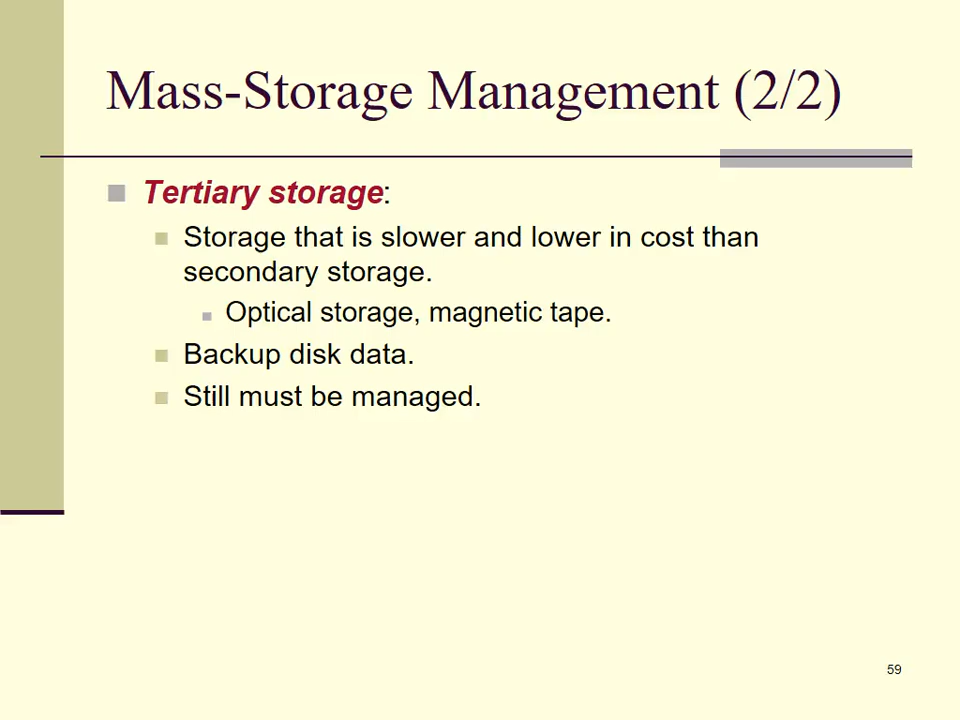 Mass-Storage Management (2/2)
Tertiary storage:
Storage that is slower and lower in cost than
secondary storage.
Optical storage, magnetic tape.
Backup disk data.
Still must be managed.
59